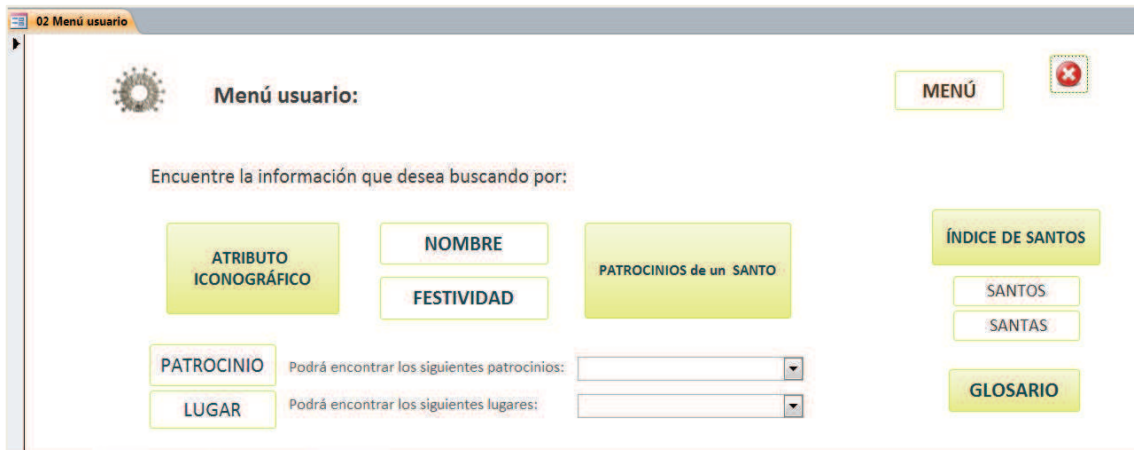 02 Menú usuario
Menú usuario:
MENÚ
Encuentre la información que desea buscando por:
ATRIBUTO
ICONOGRÁFICO
NOMBRE
FESTIVIDAD
PATROCINIOS de un SANTO
ÍNDICE DE SANTOS
SANTOS
SANTAS
PATROCINIO
Podrá encontrar los siguientes patrocinios:
LUGAR
Podrá encontrar los siguientes lugares:
GLOSARIO